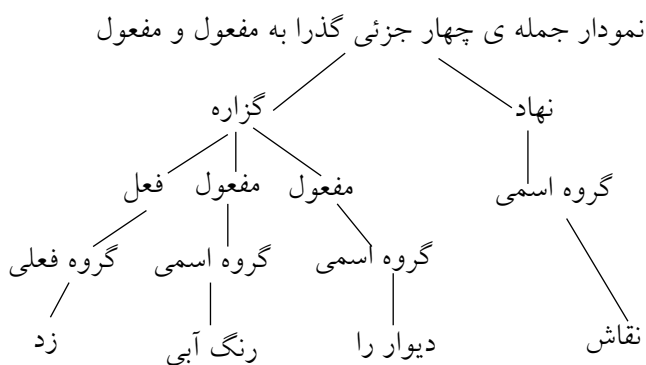 نمودار جمله ی چهار جزئی گذرا به مفعول و مفعول
نهاد گزاره
گروه اسمی مفعول مفعول فعل
گروه اسمی گروه اسمی گروه فعلی
نقاش دیوار را رنگ آبی زد